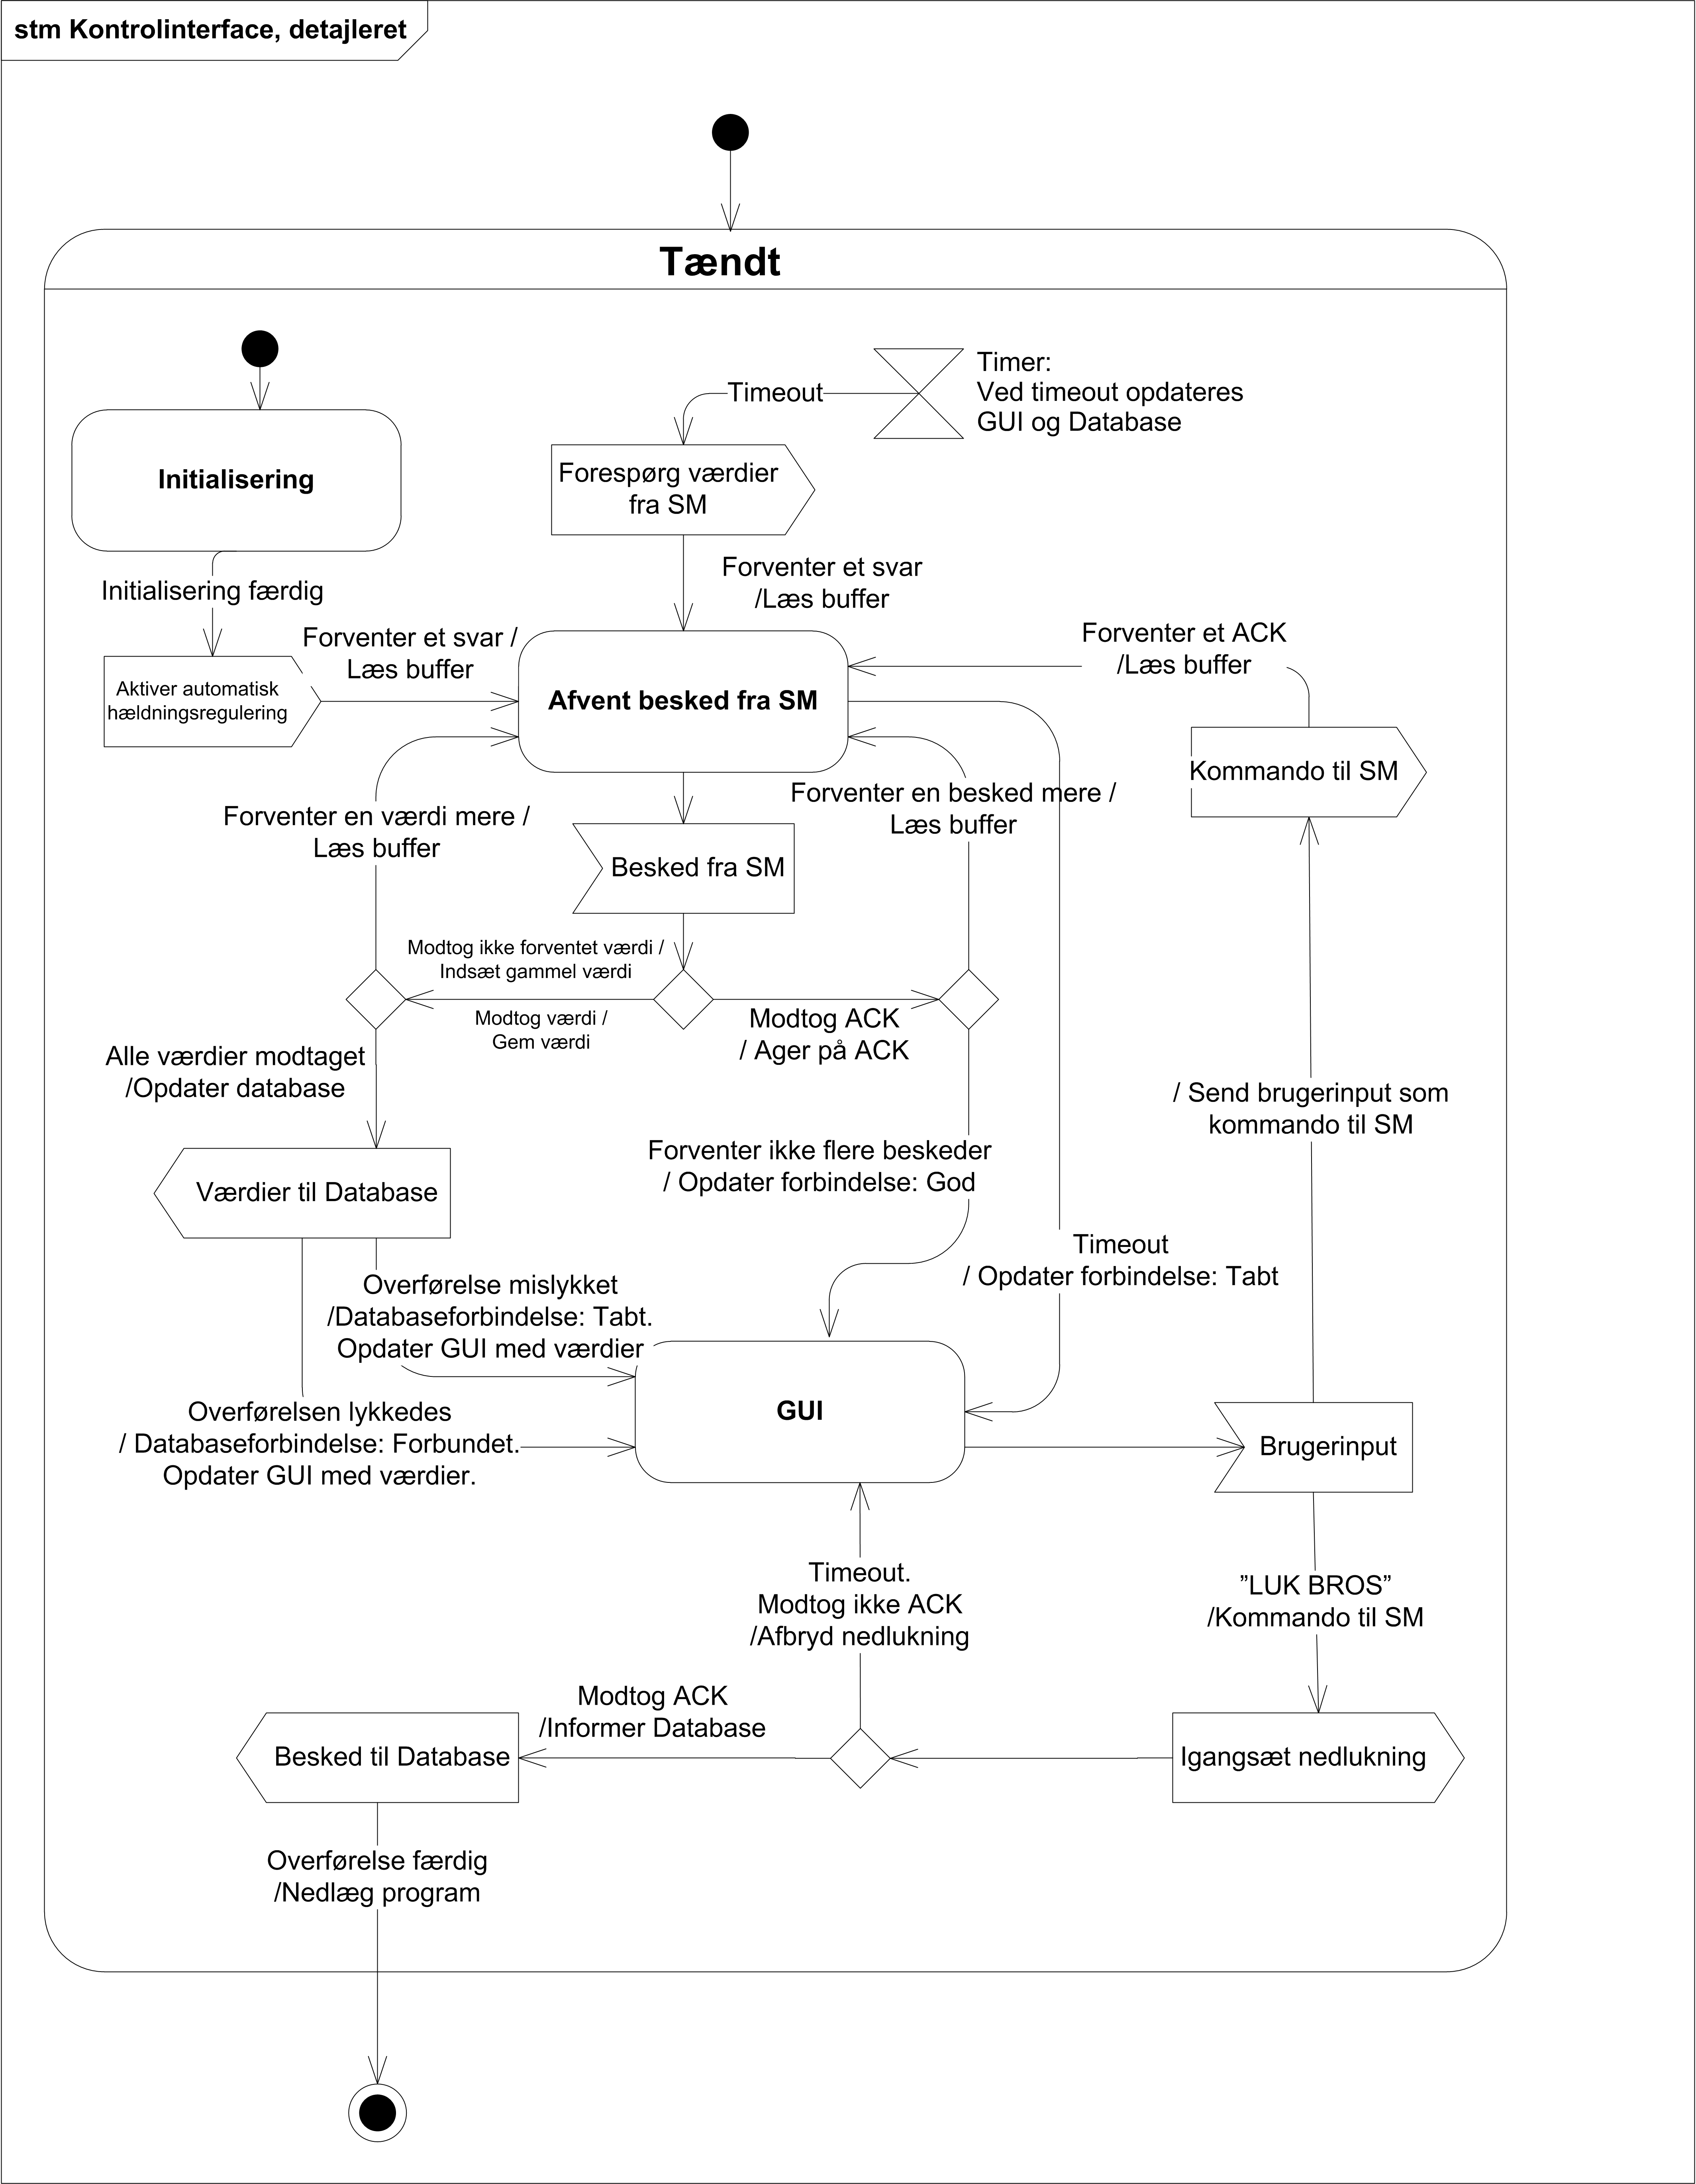 stm Kontrolinterface, detajleret
Tændt
Timer:
Ved timeout opdateres
GUI og Database
Timeout
Initialisering
Forespørg værdier
fra SM
Forventer et svar
/Læs buffer
Initialisering færdig
Forventer et svar /
Læs buffer
Forventer et ACK
/Læs buffer
Aktiver automatisk
hældningsregulering
Afvent besked fra SM
Kommando til SM
Forventer en værdi mere /
Læs buffer
Forventer en besked mere /
Læs buffer
Besked fra SM
Modtog ikke forventet værdi /
Indsæt gammel værdi
Modtog værdi /
Gem værdi
Modtog ACK
/ Ager på ACK
Alle værdier modtaget
/Opdater database
/ Send brugerinput som
kommando til SM
Forventer ikke flere beskeder
/ Opdater forbindelse: God
Værdier til Database
Timeout
/ Opdater forbindelse: Tabt
Overførelse mislykket
/Databaseforbindelse: Tabt.
Opdater GUI med værdier
Overførelsen lykkedes
/ Databaseforbindelse: Forbundet.
Opdater GUI med værdier.
GUI
Brugerinput
Timeout.
Modtog ikke ACK
/Afbryd nedlukning
”LUK BROS”
/Kommando til SM
Modtog ACK
/Informer Database
Besked til Database
Igangsæt nedlukning
Overførelse færdig
/Nedlæg program